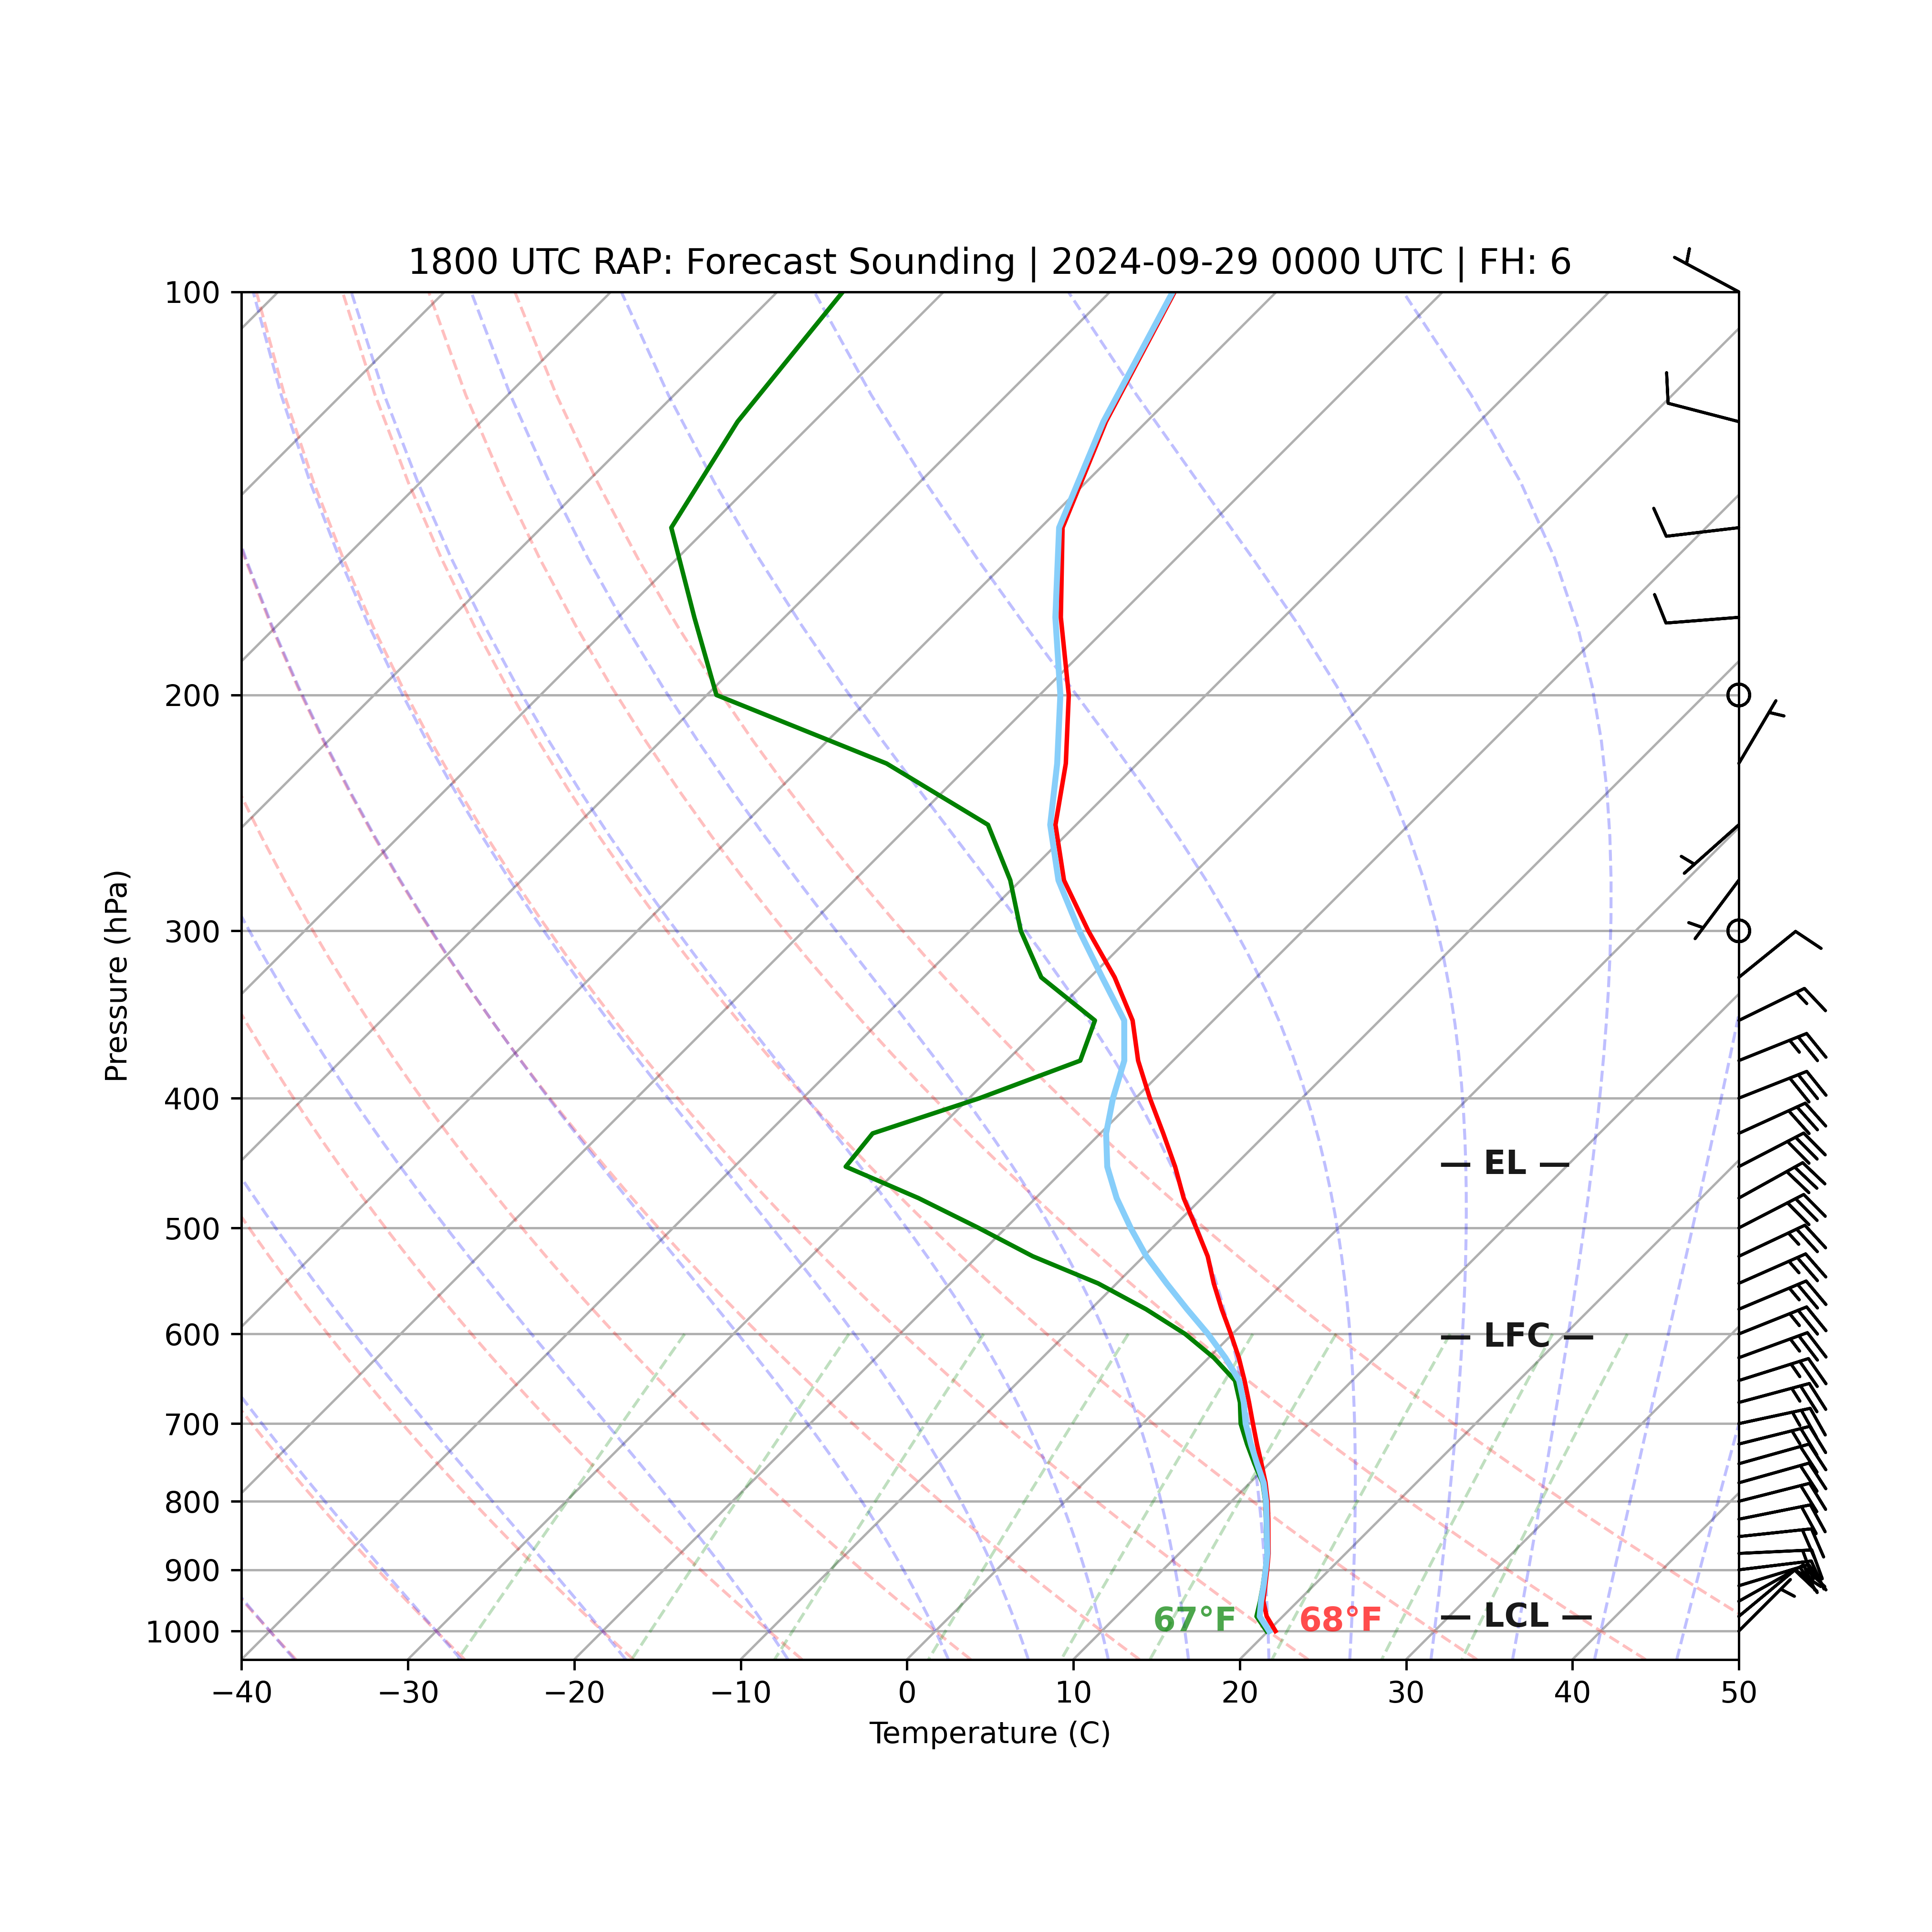 1800 UTC RAP: Forecast Sounding | 2024-09-29 0000 UTC | FH: 6
100
200
300
400
500
600
700
800
900
1000
Pressure (hPa)
— EL —
— LFC —
— LCL —
67°F
68°F
−40 −30 −20 −10 0 10 20 30 40 50
Temperature (C)